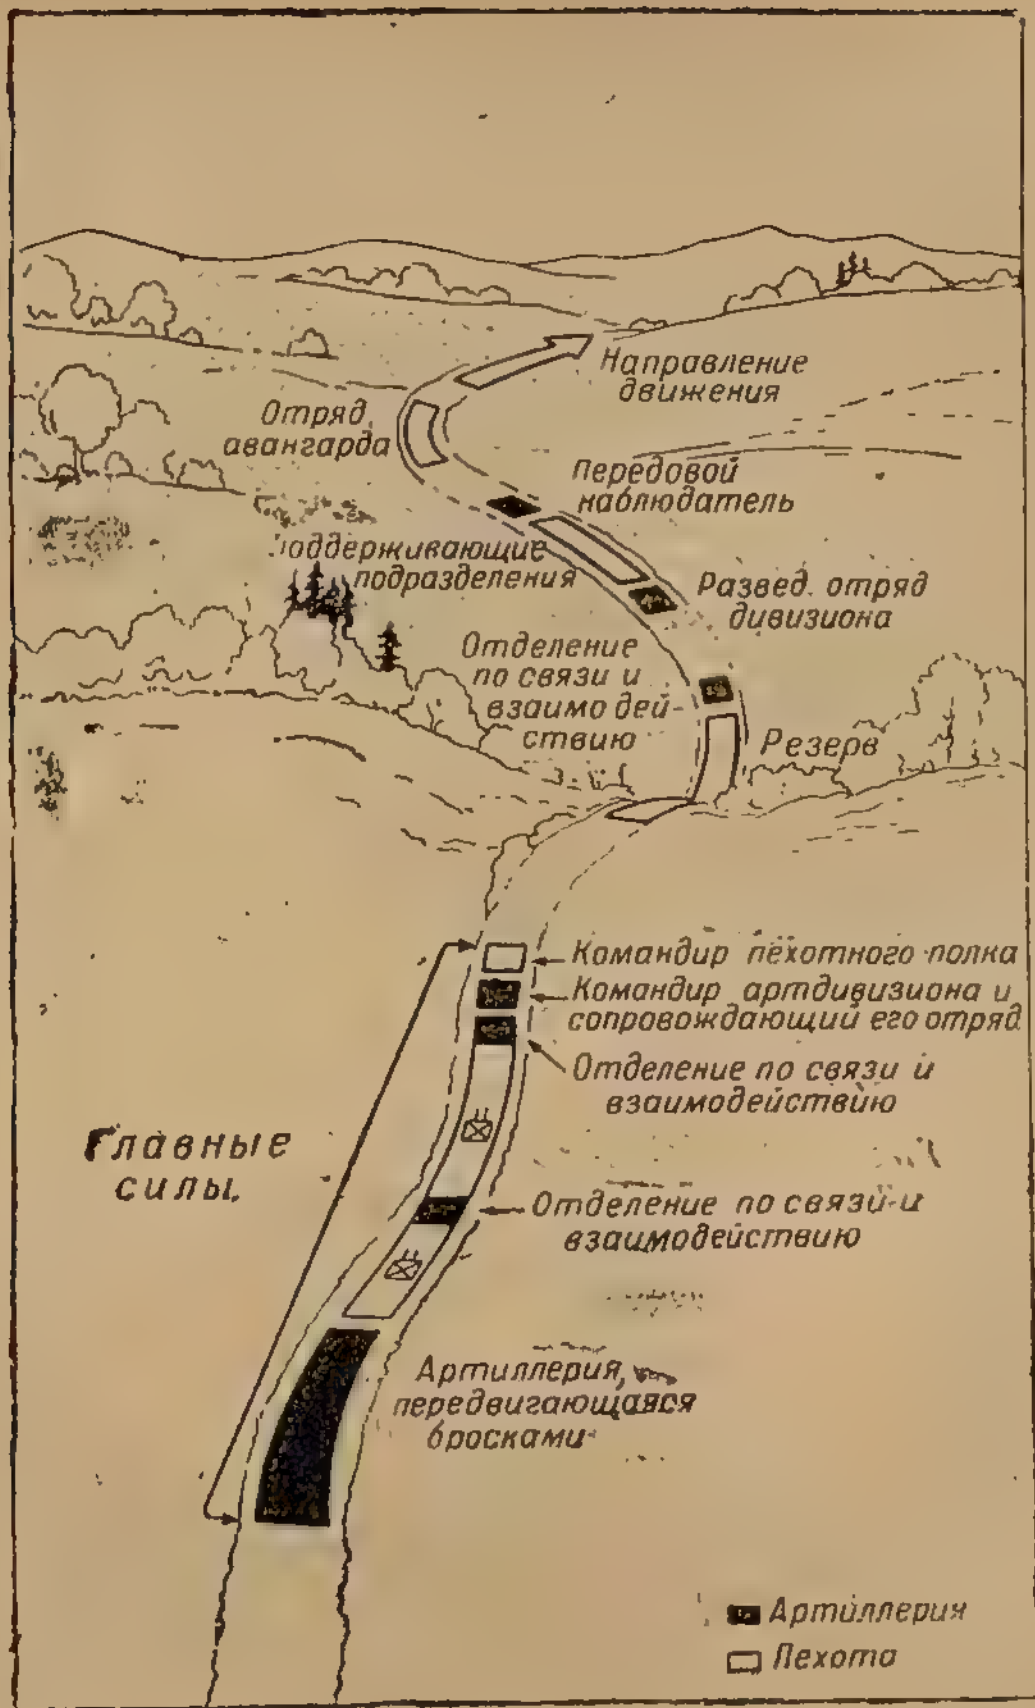 Направление
движения
Отряд
авангарда
Передовой
наблюдатель
Поддерживающие
подразделения
Развед. отряд
дивизиона
Отделение
по связи и
взаимодей-
ствию
Резерв
Командир пехотного полка
Командир артдивизиона и
сопровождающий его отряд
Отделение по связи и
взаимодействию
Главные
силы.
Отделение по связи и
взаимодействию
Артиллерия,
передвигающаяся
бросками
Артиллерия
Пехота